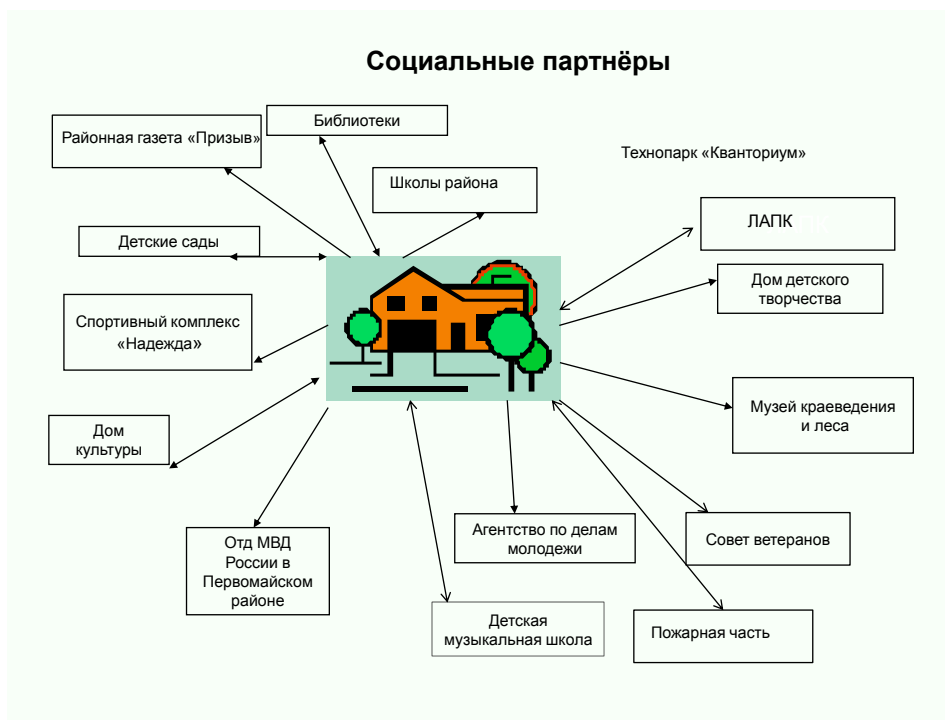 Социальные партнёры
Библиотеки
Районная газета «Призыв»
Технопарк «Кванториум»
Школы района
ЛАПК
Детские сады
Дом детского
творчества
Спортивный комплекс
«Надежда»
Музей краеведения
и леса
Дом
культуры
Агентство по делам
молодежи
Совет ветеранов
Отд МВД
России в
Первомайском
районе
Детская
музыкальная школа
Пожарная часть